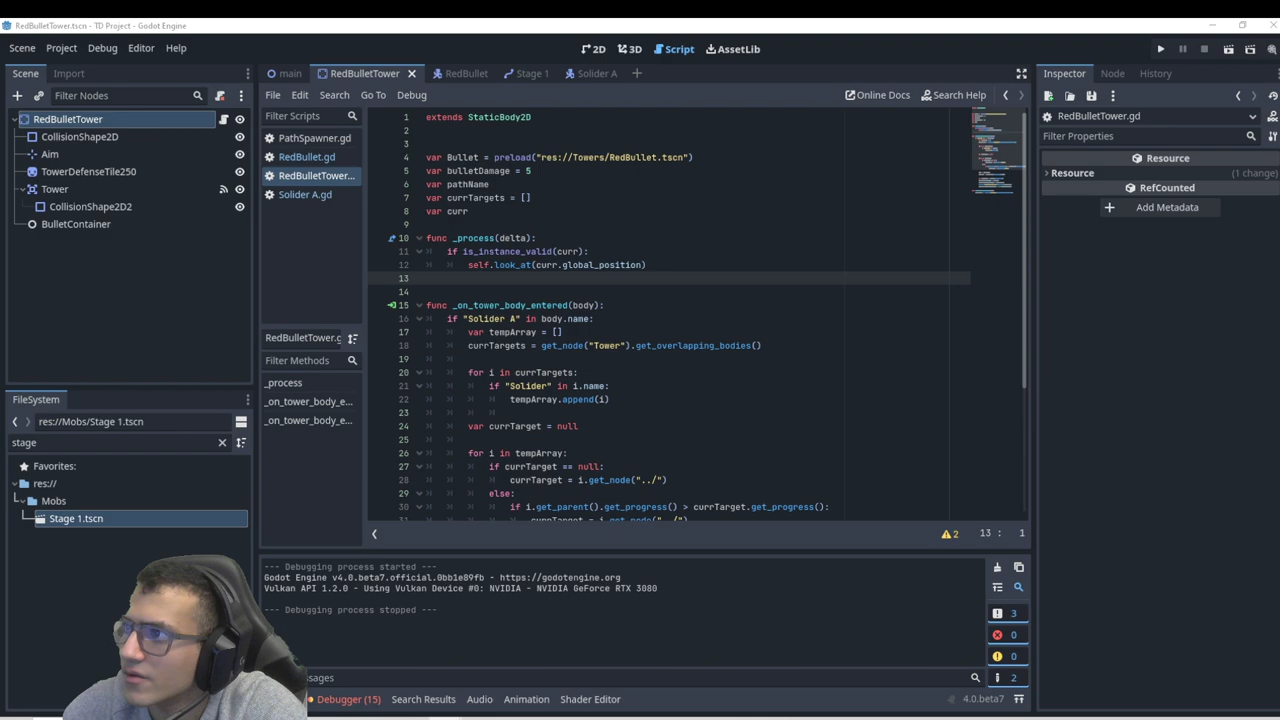 RedBulletTower.tscn - TD Project - Godot Engine
Scene Project Debug Editor Help
2D 3D Script AssetLib
Scene Import
main RedBulletTower RedBullet Stage 1 Solider A
Inspector Node History
Filter Nodes
File Edit Search Go To Debug
Online Docs Search Help
RedBulletTower
CollisionShape2D
Aim
TowerDefenseTile250
Tower
CollisionShape2D2
BulletContainer
Filter Scripts
PathSpawner.gd
RedBullet.gd
RedBulletTower...
Solider A.gd
RedBulletTower.g
Filter Methods
_process
_on_tower_body_e...
_on_tower_body_e...
1 extends StaticBody2D
2
3
4 var Bullet = preload("res://Towers/RedBullet.tscn")
5 var bulletDamage = 5
6 var pathName
7 var currTargets = []
8 var curr
9
10 func _process(delta):
11 if is_instance_valid(curr):
12 self.look_at(curr.global_position)
13
14
15 func _on_tower_body_entered(body):
16 if "Solider A" in body.name:
17 var tempArray = []
18 currTargets = get_node("Tower").get_overlapping_bodies()
19
20 for i in currTargets:
21 if "Solider" in i.name:
22 tempArray.append(i)
23
24 var currTarget = null
25
26 for i in tempArray:
27 if currTarget == null:
28 currTarget = i.get_node("../")
29 else:
30 if i.get_parent().get_progress() > currTarget.get_progress():
31 currTarget = i.get_node("../")
2 13 : 1
RedBulletTower.gd
Filter Properties
Resource
Resource (1 change)
RefCounted
Add Metadata
FileSystem
res://Mobs/Stage 1.tscn
stage
Favorites:
res://
Mobs
Stage 1.tscn
--- Debugging process started ---
Godot Engine v4.0.beta7.official.0bb1e89fb - https://godotengine.org
Vulkan API 1.2.0 - Using Vulkan Device #0: NVIDIA - NVIDIA GeForce RTX 3080
--- Debugging process stopped ---
3
0
0
2
ssages
Debugger (15) Search Results Audio Animation Shader Editor 4.0.beta7